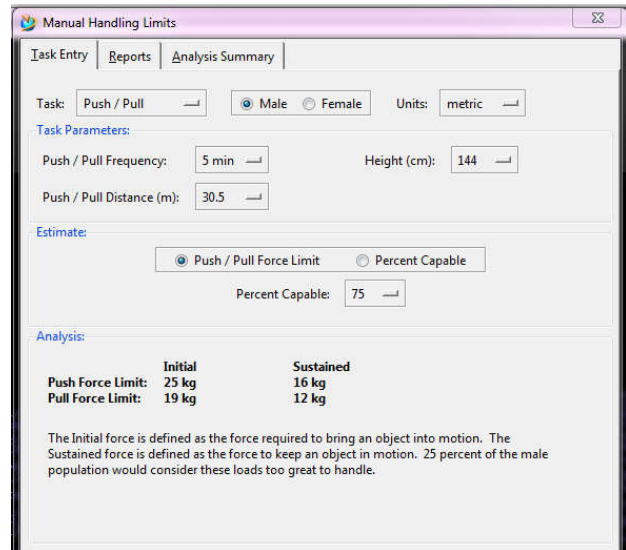 Manual Handling Limits
Task Entry Reports Analysis Summary
Task: Push / Pull Male Female Units: metric
Task Parameters:
Push / Pull Frequency: 5 min Height (cm): 144
Push / Pull Distance (m): 30.5
Estimate:
Push / Pull Force Limit Percent Capable
Percent Capable: 75
Analysis:
Initial Sustained
Push Force Limit: 25 kg 16 kg
Pull Force Limit: 19 kg 12 kg
The Initial force is defined as the force required to bring an object into motion. The
Sustained force is defined as the force to keep an object in motion. 25 percent of the male
population would consider these loads too great to handle.